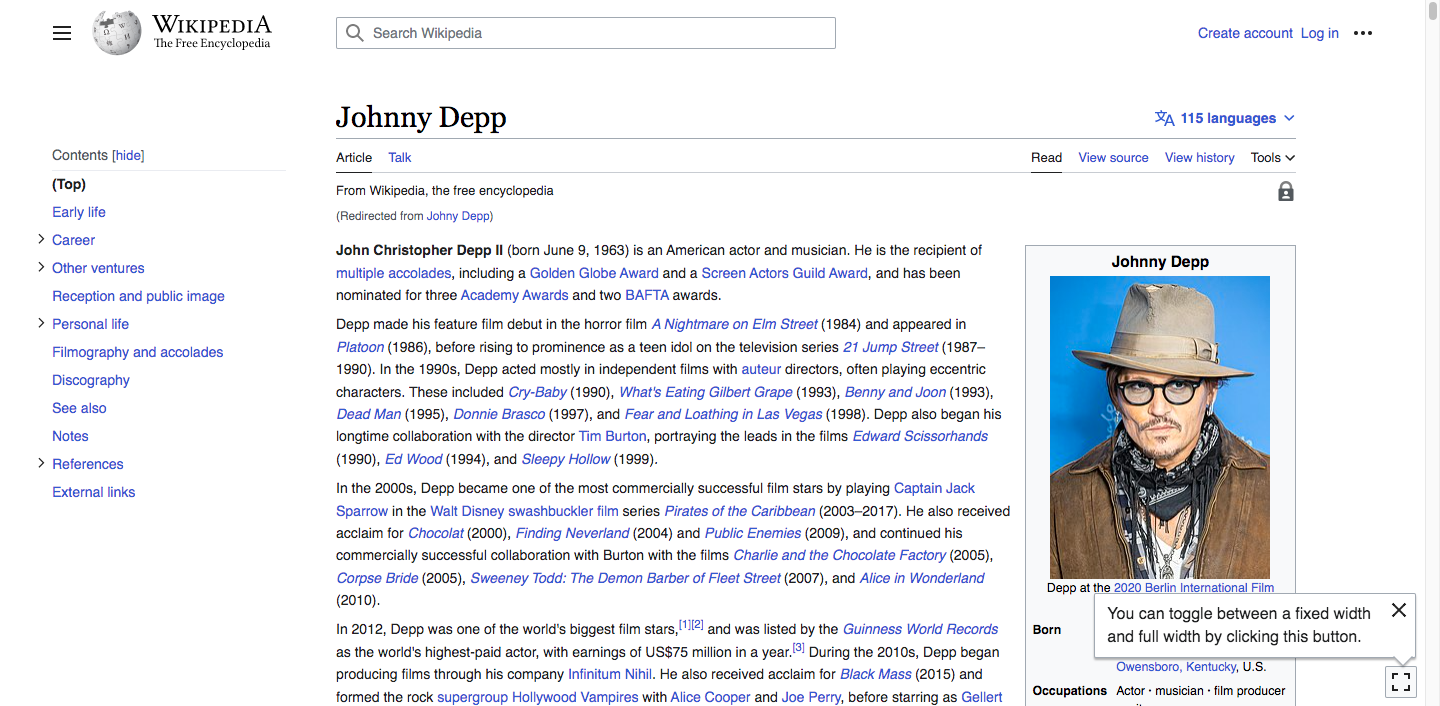 WIKIPEDIA
The Free Encyclopedia
Search Wikipedia
Create account Log in
Contents [hide]
(Top)
Early life
Career
Other ventures
Reception and public image
Personal life
Filmography and accolades
Discography
See also
Notes
References
External links
Johnny Depp
115 languages
Article Talk
Read View source View history Tools
From Wikipedia, the free encyclopedia
(Redirected from Johny Depp)
John Christopher Depp II (born June 9, 1963) is an American actor and musician. He is the recipient of
multiple accolades, including a Golden Globe Award and a Screen Actors Guild Award, and has been
nominated for three Academy Awards and two BAFTA awards.
Depp made his feature film debut in the horror film A Nightmare on Elm Street (1984) and appeared in
Platoon (1986), before rising to prominence as a teen idol on the television series 21 Jump Street (1987–
1990). In the 1990s, Depp acted mostly in independent films with auteur directors, often playing eccentric
characters. These included Cry-Baby (1990), What's Eating Gilbert Grape (1993), Benny and Joon (1993),
Dead Man (1995), Donnie Brasco (1997), and Fear and Loathing in Las Vegas (1998). Depp also began his
longtime collaboration with the director Tim Burton, portraying the leads in the films Edward Scissorhands
(1990), Ed Wood (1994), and Sleepy Hollow (1999).
In the 2000s, Depp became one of the most commercially successful film stars by playing Captain Jack
Sparrow in the Walt Disney swashbuckler film series Pirates of the Caribbean (2003–2017). He also received
acclaim for Chocolat (2000), Finding Neverland (2004) and Public Enemies (2009), and continued his
commercially successful collaboration with Burton with the films Charlie and the Chocolate Factory (2005),
Corpse Bride (2005), Sweeney Todd: The Demon Barber of Fleet Street (2007), and Alice in Wonderland
(2010).
In 2012, Depp was one of the world's biggest film stars,[1][2] and was listed by the Guinness World Records
as the world's highest-paid actor, with earnings of US$75 million in a year.[3] During the 2010s, Depp began
producing films through his company Infinitum Nihil. He also received acclaim for Black Mass (2015) and
formed the rock supergroup Hollywood Vampires with Alice Cooper and Joe Perry, before starring as Gellert
Johnny Depp
Depp at the 2020 Berlin International Film
Born
Owensboro, Kentucky, U.S.
Occupations Actor · musician · film producer
You can toggle between a fixed width
and full width by clicking this button.